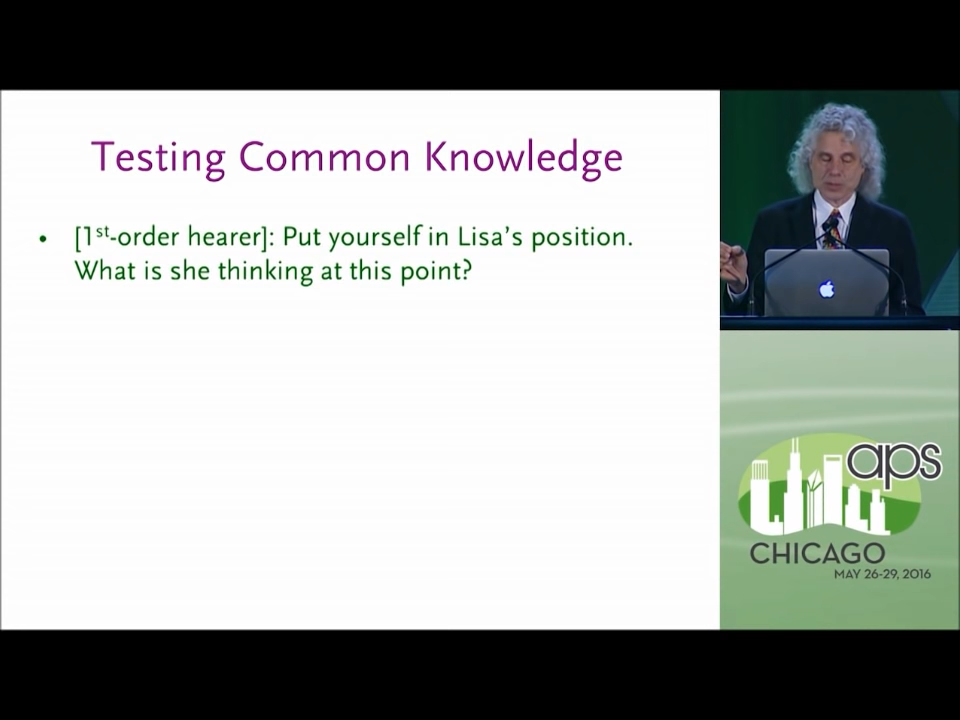 Testing Common Knowledge
• [1st-order hearer]: Put yourself in Lisa’s position.
What is she thinking at this point?
aps
CHICAGO
MAY 26-29, 2016